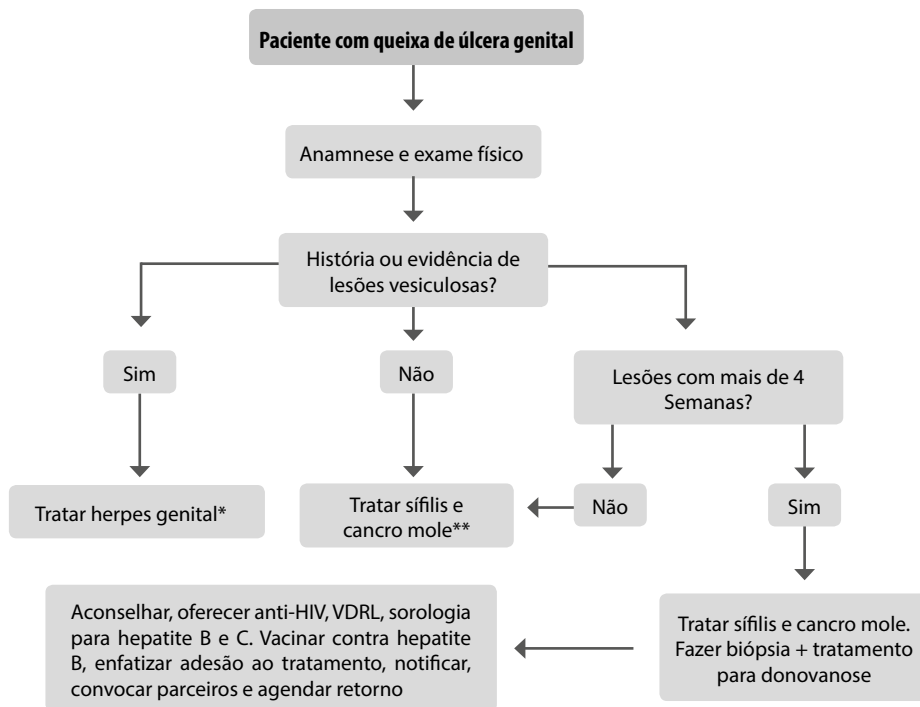 Paciente com queixa de úlcera genital
Anamnese e exame físico
História ou evidência de
lesões vesiculosas?
Sim
Não
Lesões com mais de 4
Semanas?
Tratar herpes genital*
Tratar sífilis e
cancro mole**
Não
Sim
Aconselhar, oferecer anti-HIV, VDRL, sorologia
para hepatite B e C. Vacinar contra hepatite
B, enfatizar adesão ao tratamento, notificar,
convocar parceiros e agendar retorno
Tratar sífilis e cancro mole.
Fazer biópsia + tratamento
para donovanose